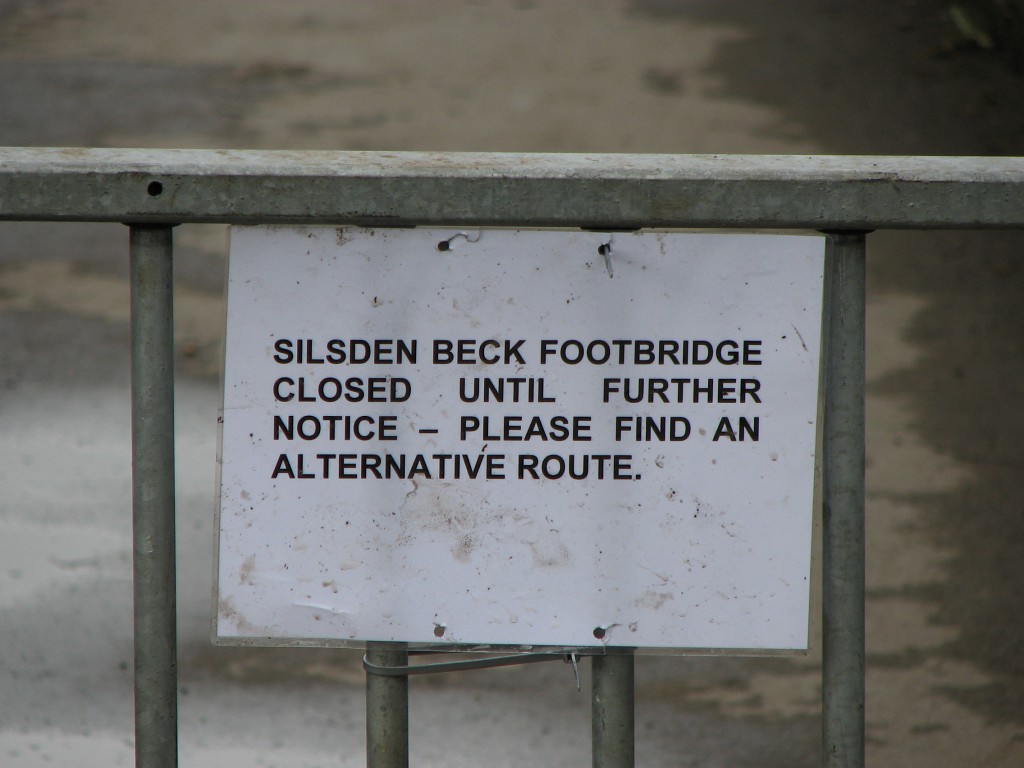 SILSDEN BECK FOOTBRIDGE
CLOSED UNTIL FURTHER
NOTICE – PLEASE FIND AN
ALTERNATIVE ROUTE.